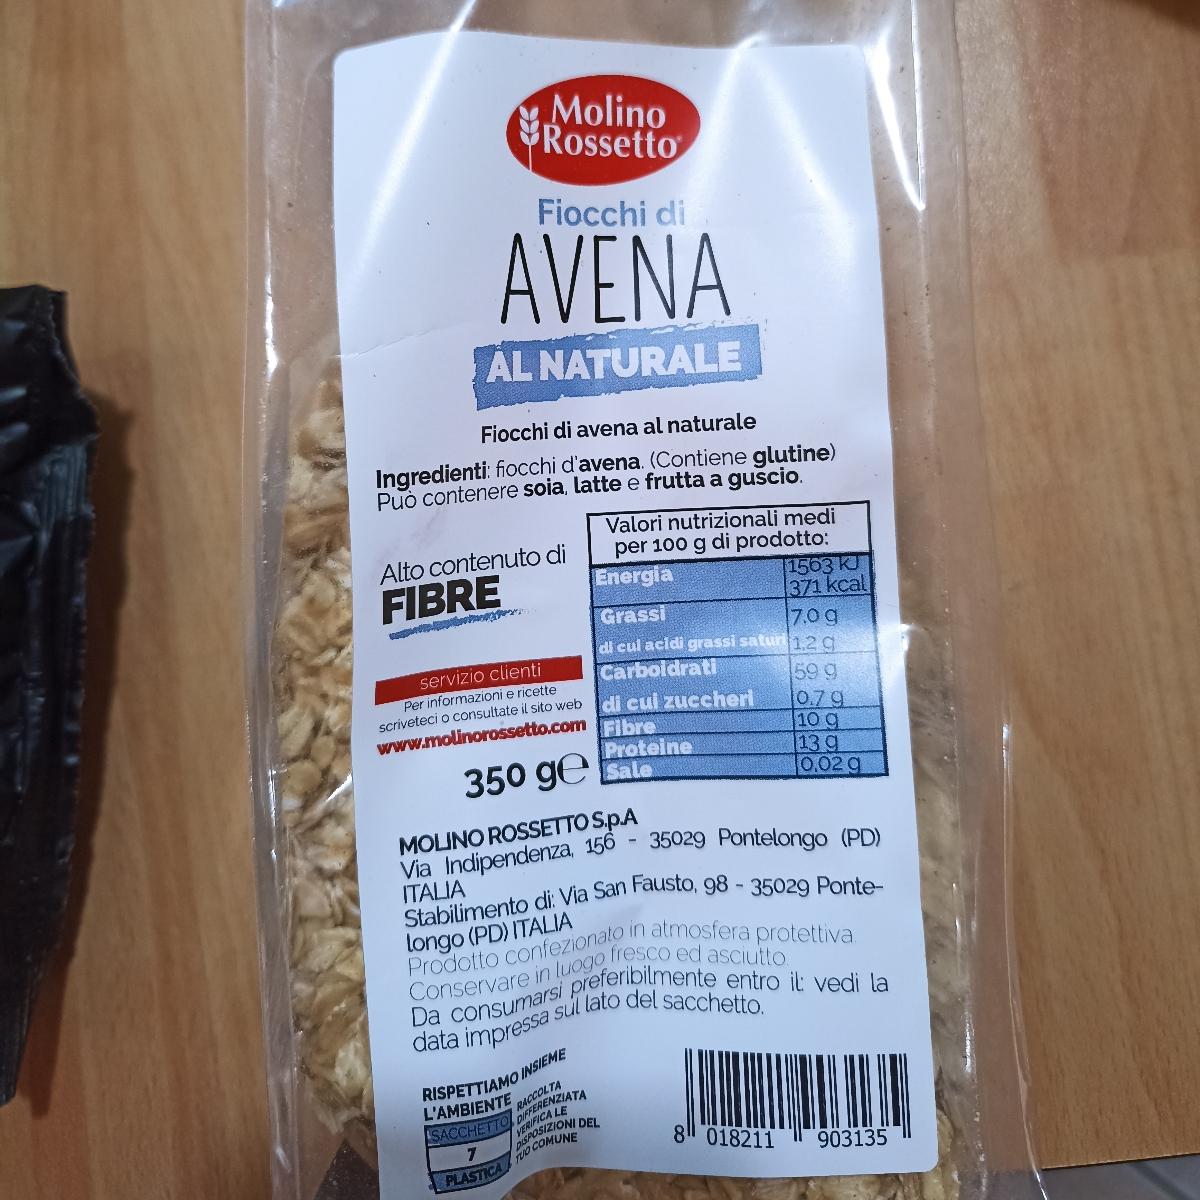 Molino
Rossetto
Fiocchi di
AVENA
AL NATURALE
Fiocchi di avena al naturale
Ingredienti: fiocchi d'avena. (Contiene glutine)
Può contenere soia, latte e frutta a guscio.
Alto contenuto di
FIBRE
servizio clienti
Per informazioni e ricette
scriveteci o consultate il sito web
www.molinorossetto.com
350 g℮
Valori nutrizionali medi
per 100 g di prodotto:
Energia 1563 kJ
371 kcal
Grassi 7,0 g
di cui acidi grassi saturi 1,2 g
Carboidrati 59 g
di cui zuccheri 0,7 g
Fibre 10 g
Proteine 13 g
Sale 0,02 g
MOLINO ROSSETTO S.p.A
Via Indipendenza, 156 - 35029 Pontelongo (PD)
ITALIA
Stabilimento di: Via San Fausto, 98 - 35029 Ponte-
longo (PD) ITALIA
Prodotto confezionato in atmosfera protettiva.
Conservare in luogo fresco ed asciutto.
Da consumarsi preferibilmente entro il: vedi la
data impressa sul lato del sacchetto.
RISPETTIAMO INSIEME
L'AMBIENTE
SACCHETTO
7
PLASTICA
RACCOLTA
DIFFERENZIATA
VERIFICA LE
DISPOSIZIONI DEL
TUO COMUNE
8 018211 903135